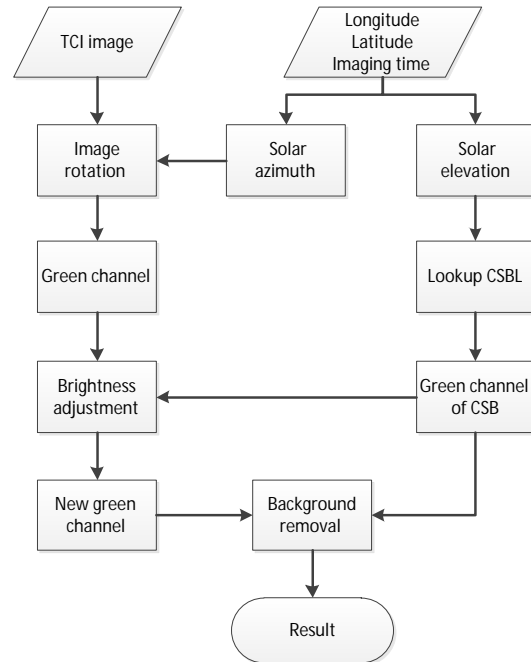 TCI image
Longitude
Latitude
Imaging time
Image
rotation
Solar
azimuth
Solar
elevation
Green channel
Lookup CSBL
Brightness
adjustment
Green channel
of CSB
New green
channel
Background
removal
Result